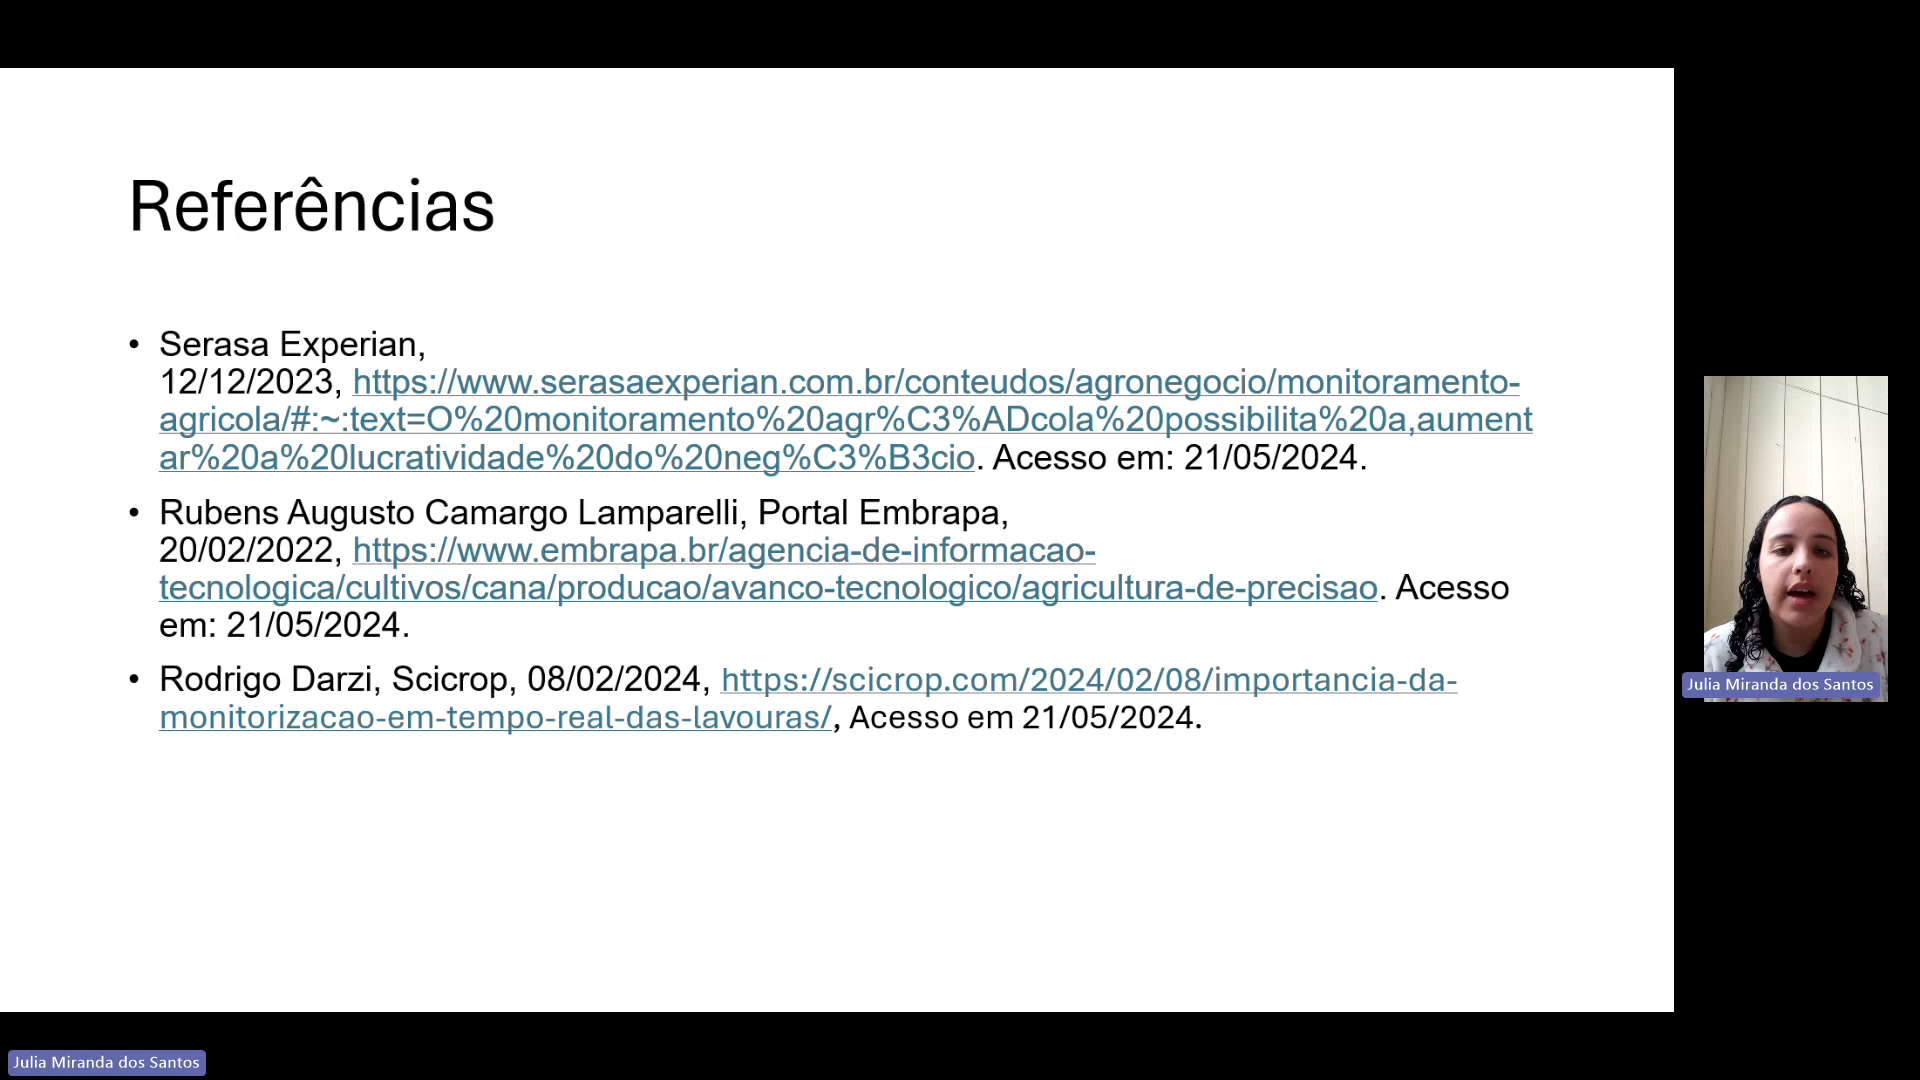 Referências
• Serasa Experian,
12/12/2023, https://www.serasaexperian.com.br/conteudos/agronegocio/monitoramento-
agricola/#:~:text=O%20monitoramento%20agr%C3%ADcola%20possibilita%20a,aument
ar%20a%20lucratividade%20do%20neg%C3%B3cio. Acesso em: 21/05/2024.
• Rubens Augusto Camargo Lamparelli, Portal Embrapa,
20/02/2022, https://www.embrapa.br/agencia-de-informacao-
tecnologica/cultivos/cana/producao/avanco-tecnologico/agricultura-de-precisao. Acesso
em: 21/05/2024.
• Rodrigo Darzi, Scicrop, 08/02/2024, https://scicrop.com/2024/02/08/importancia-da-
monitorizacao-em-tempo-real-das-lavouras/, Acesso em 21/05/2024.
Julia Miranda dos Santos
Julia Miranda dos Santos